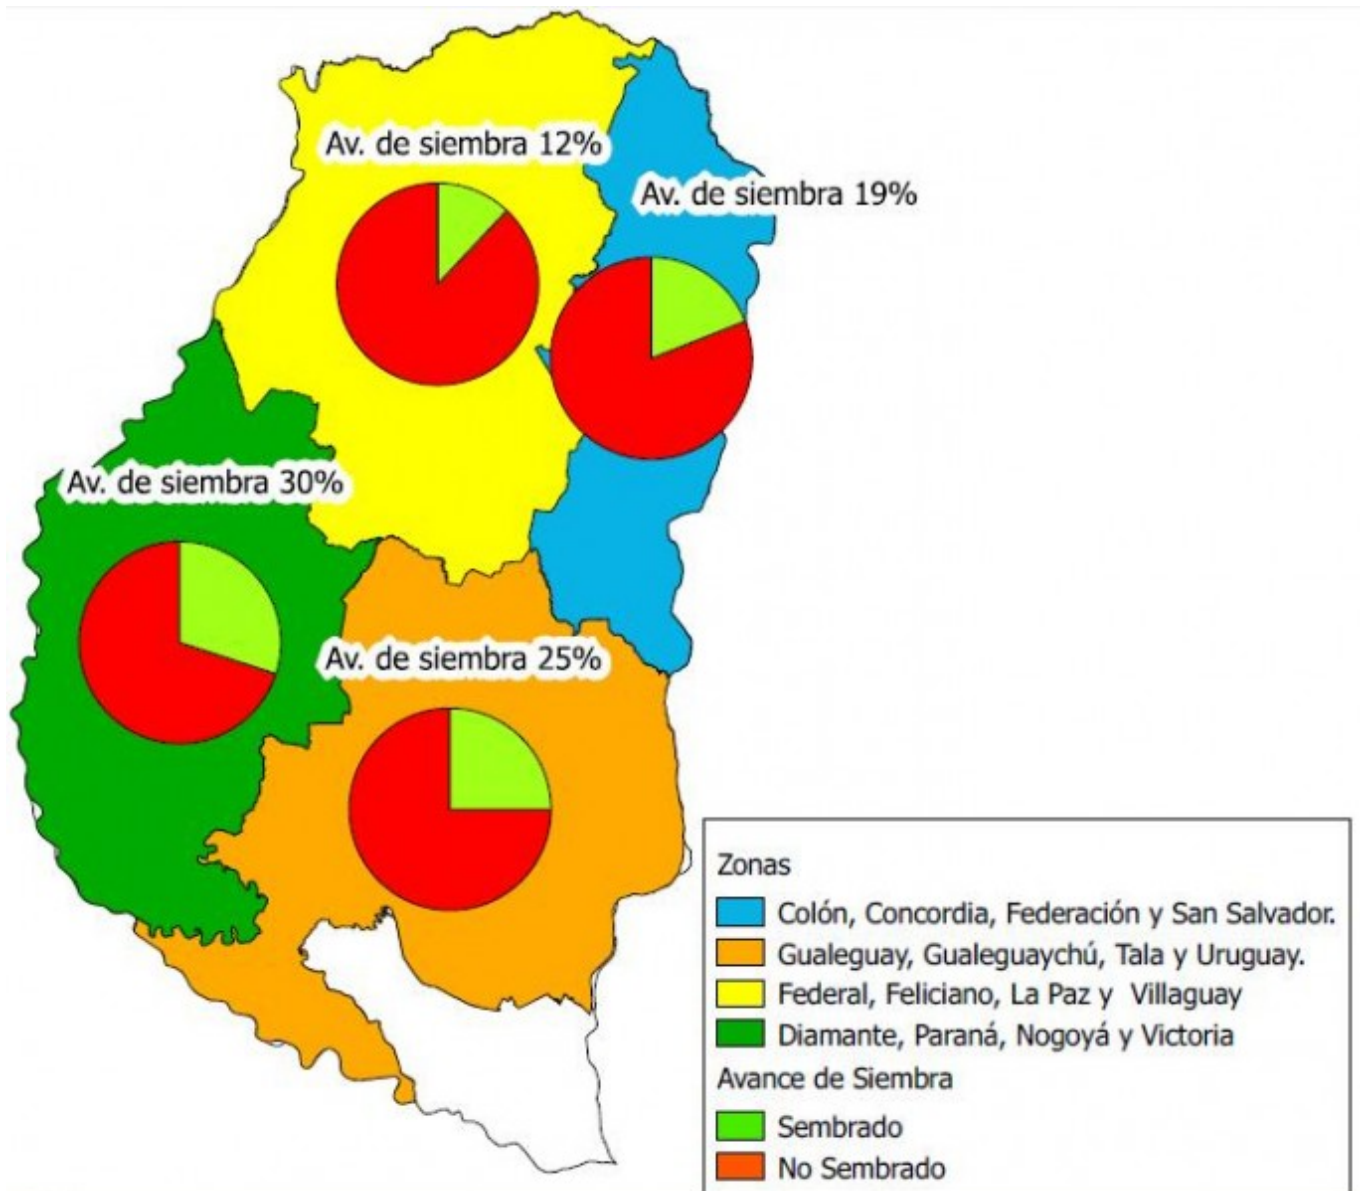 Av. de siembra 12%
Av. de siembra 19%
Av. de siembra 30%
Av. de siembra 25%
Zonas
Colón, Concordia, Federación y San Salvador.
Gualeguay, Gualeguaychú, Tala y Uruguay.
Federal, Feliciano, La Paz y Villaguay
Diamante, Paraná, Nogoyá y Victoria
Avance de Siembra
Sembrado
No Sembrado